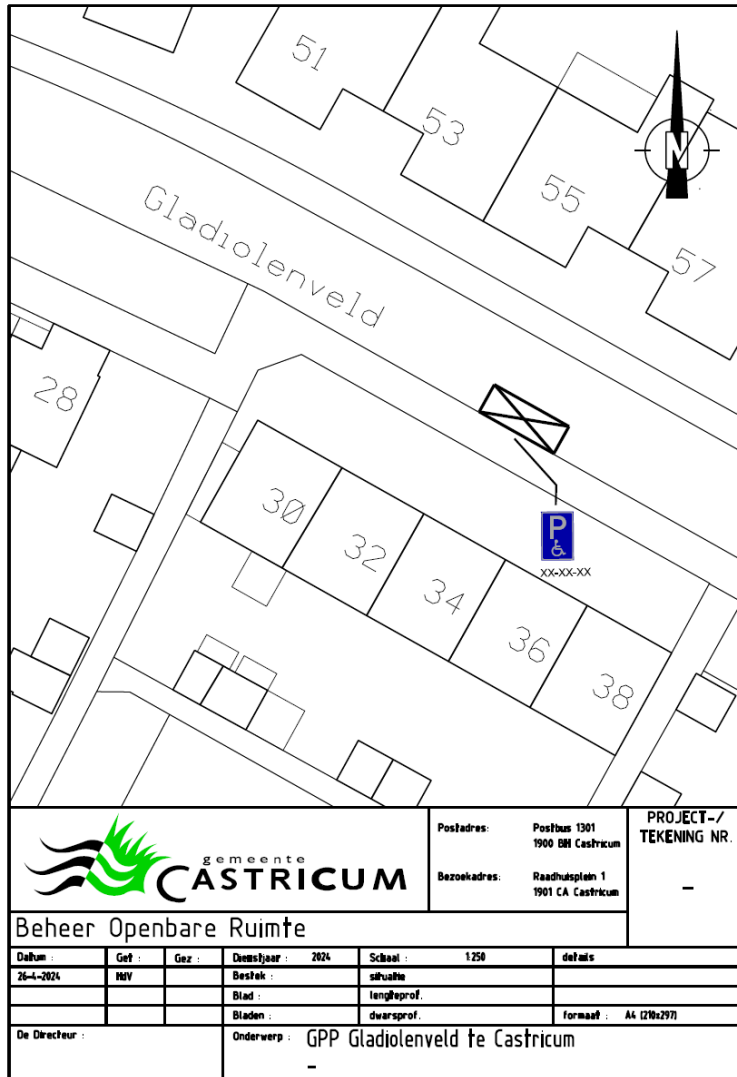 51
53
55
57
N
Gladiolenveld
28
30
32
34
36
38
P
XX-XX-XX
gemeente
CASTRICUM
Postadres: Postbus 1301
1900 BH Castricum
Bezoekadres: Raadhuisplein 1
1901 CA Castricum
PROJECT-/
TEKENING NR.
-
Beheer Openbare Ruimte
Datum : Get : Gez : Dienstjaar : 2024 Schaal : 1:250 details
26-4-2024 HdV Bestek : situatie
Blad : lengteprof.
Bladen : dwarsprof. formaat : A4 (210x297)
De Directeur : Onderwerp : GPP Gladiolenveld te Castricum
-